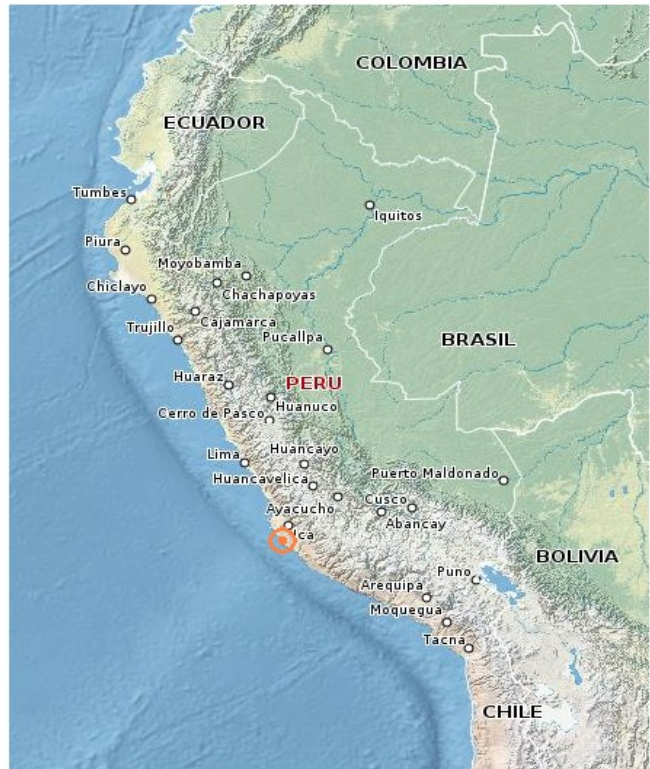 COLOMBIA
ECUADOR
Tumbes
Iquitos
Piura
Moyobamba
Chiclayo
Chachapoyas
Trujillo
Cajamarca
Pucallpa
BRASIL
Huaraz
PERU
Huanuco
Cerro de Pasco
Lima
Huancayo
Huancavelica
Puerto Maldonado
Cusco
Ayacucho
Abancay
Ica
BOLIVIA
Puno
Arequipa
Moquegua
Tacna
CHILE